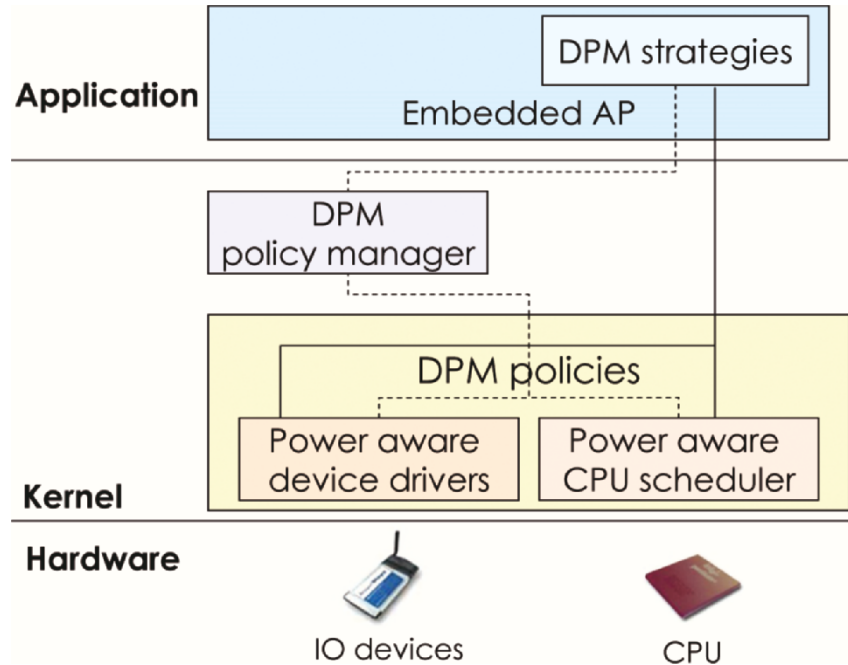 DPM strategies
Application
Embedded AP
DPM
policy manager
DPM policies
Power aware
device drivers
Power aware
CPU scheduler
Kernel
Hardware
IO devices
CPU